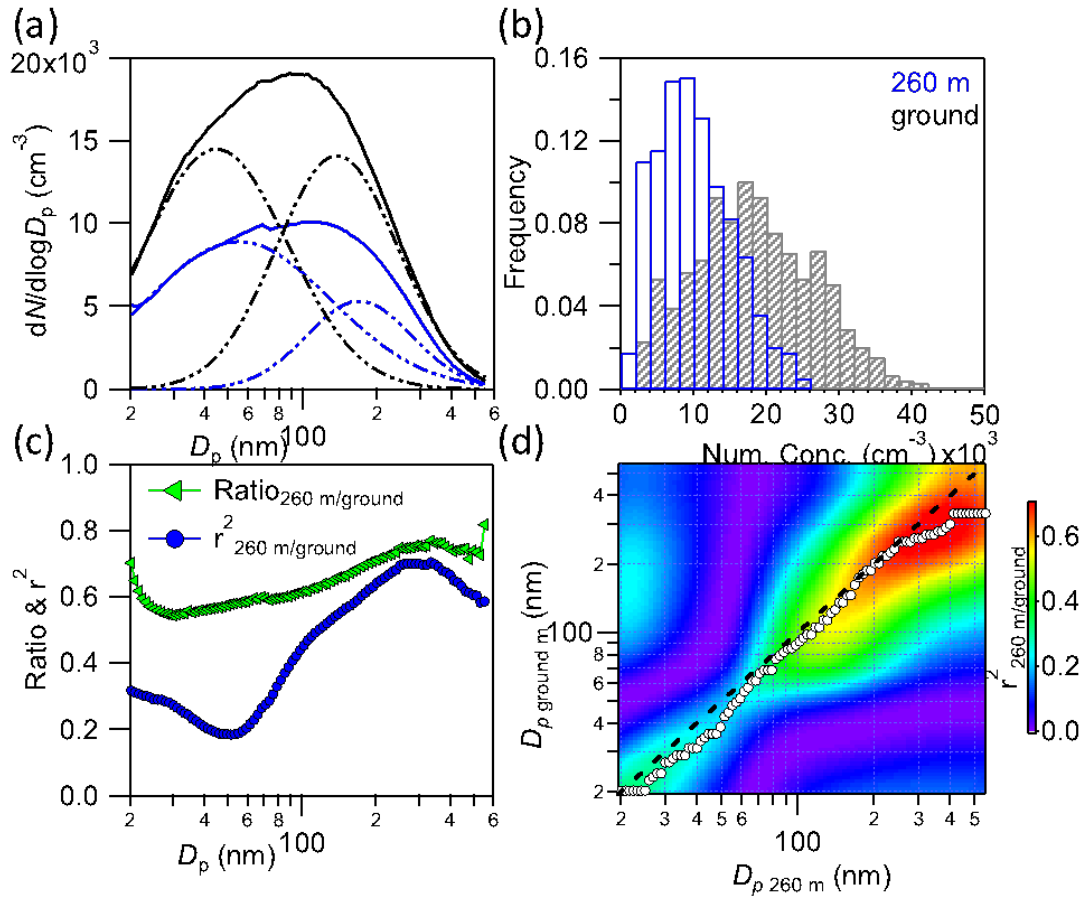 (a)
20x10³
15
10
5
0
dN/dlogDp (cm⁻³)
2 4 6 8 100 2 4 6
Dp (nm)
(b)
0.16
0.12
0.08
0.04
0.00
Frequency
260 m
ground
0 10 20 30 40 50
Num. Conc. (cm⁻³)x10³
(c)
1.0
0.8
0.6
0.4
0.2
0.0
Ratio & r²
Ratio260 m/ground
r² 260 m/ground
2 4 6 8 100 2 4 6
Dp (nm)
(d)
4
2
100
8
6
4
2
Dp ground m (nm)
2 3 4 5 6 100 2 3 4 5
Dp 260 m (nm)
0.6
0.4
0.2
0.0
r² 260 m/ground